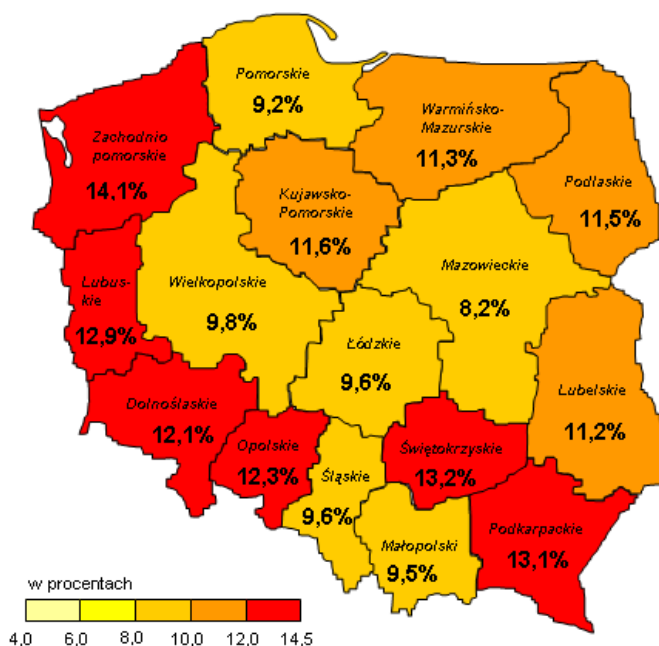 Pomorskie
9,2%
Warmińsko-
Mazurskie
11,3%
Zachodnio
pomorskie
14,1%
Podlaskie
11,5%
Kujawsko-
Pomorskie
11,6%
Mazowieckie
8,2%
Lubus-
kie
12,9%
Wielkopolskie
9,8%
Łódzkie
9,6%
Lubelskie
11,2%
Dolnośląskie
12,1%
Opolskie
12,3%
Świętokrzyskie
13,2%
Śląskie
9,6%
Małopolski
9,5%
Podkarpackie
13,1%
w procentach
4,0 6,0 8,0 10,0 12,0 14,5